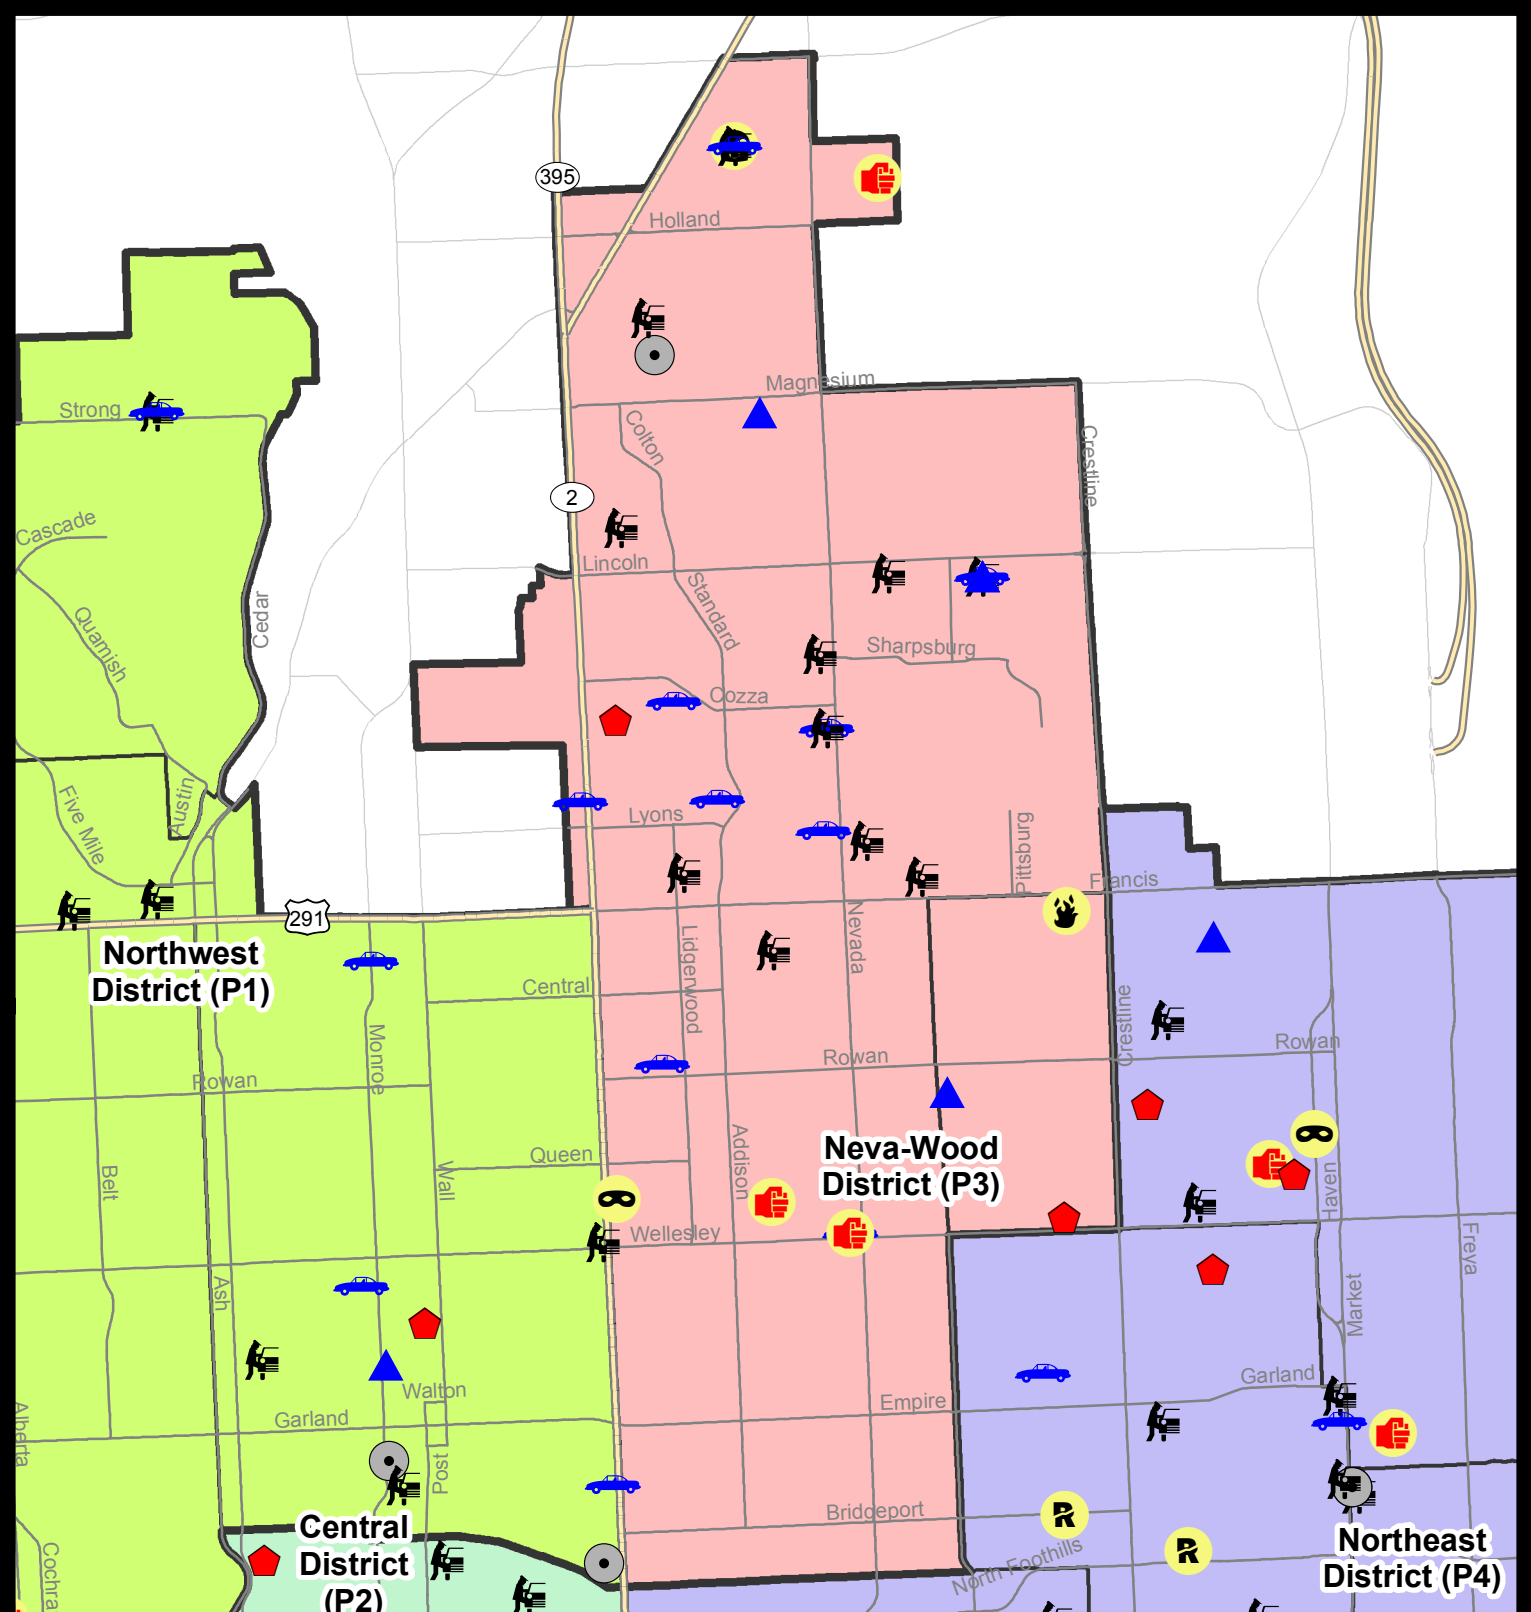 395
Holland
Magnesium
Strong
Colton
Crestline
2
Cascade
Lincoln
Standard
Cedar
Quamish
Sharpsburg
Cozza
Austin
Five Mile
Lyons
Pittsburg
Francis
291
Nevada
Lidgerwood
Northwest
District (P1)
Central
Monroe
Crestline
Rowan
Rowan
Rowan
Neva-Wood
District (P3)
Addison
Queen
Wall
Belt
Haven
Wellesley
Freya
Ash
Market
Walton
Garland
Garland
Empire
Alberta
Post
Bridgeport
Central
District
(P2)
North Foothills
Northeast
District (P4)
Cochra
R
R